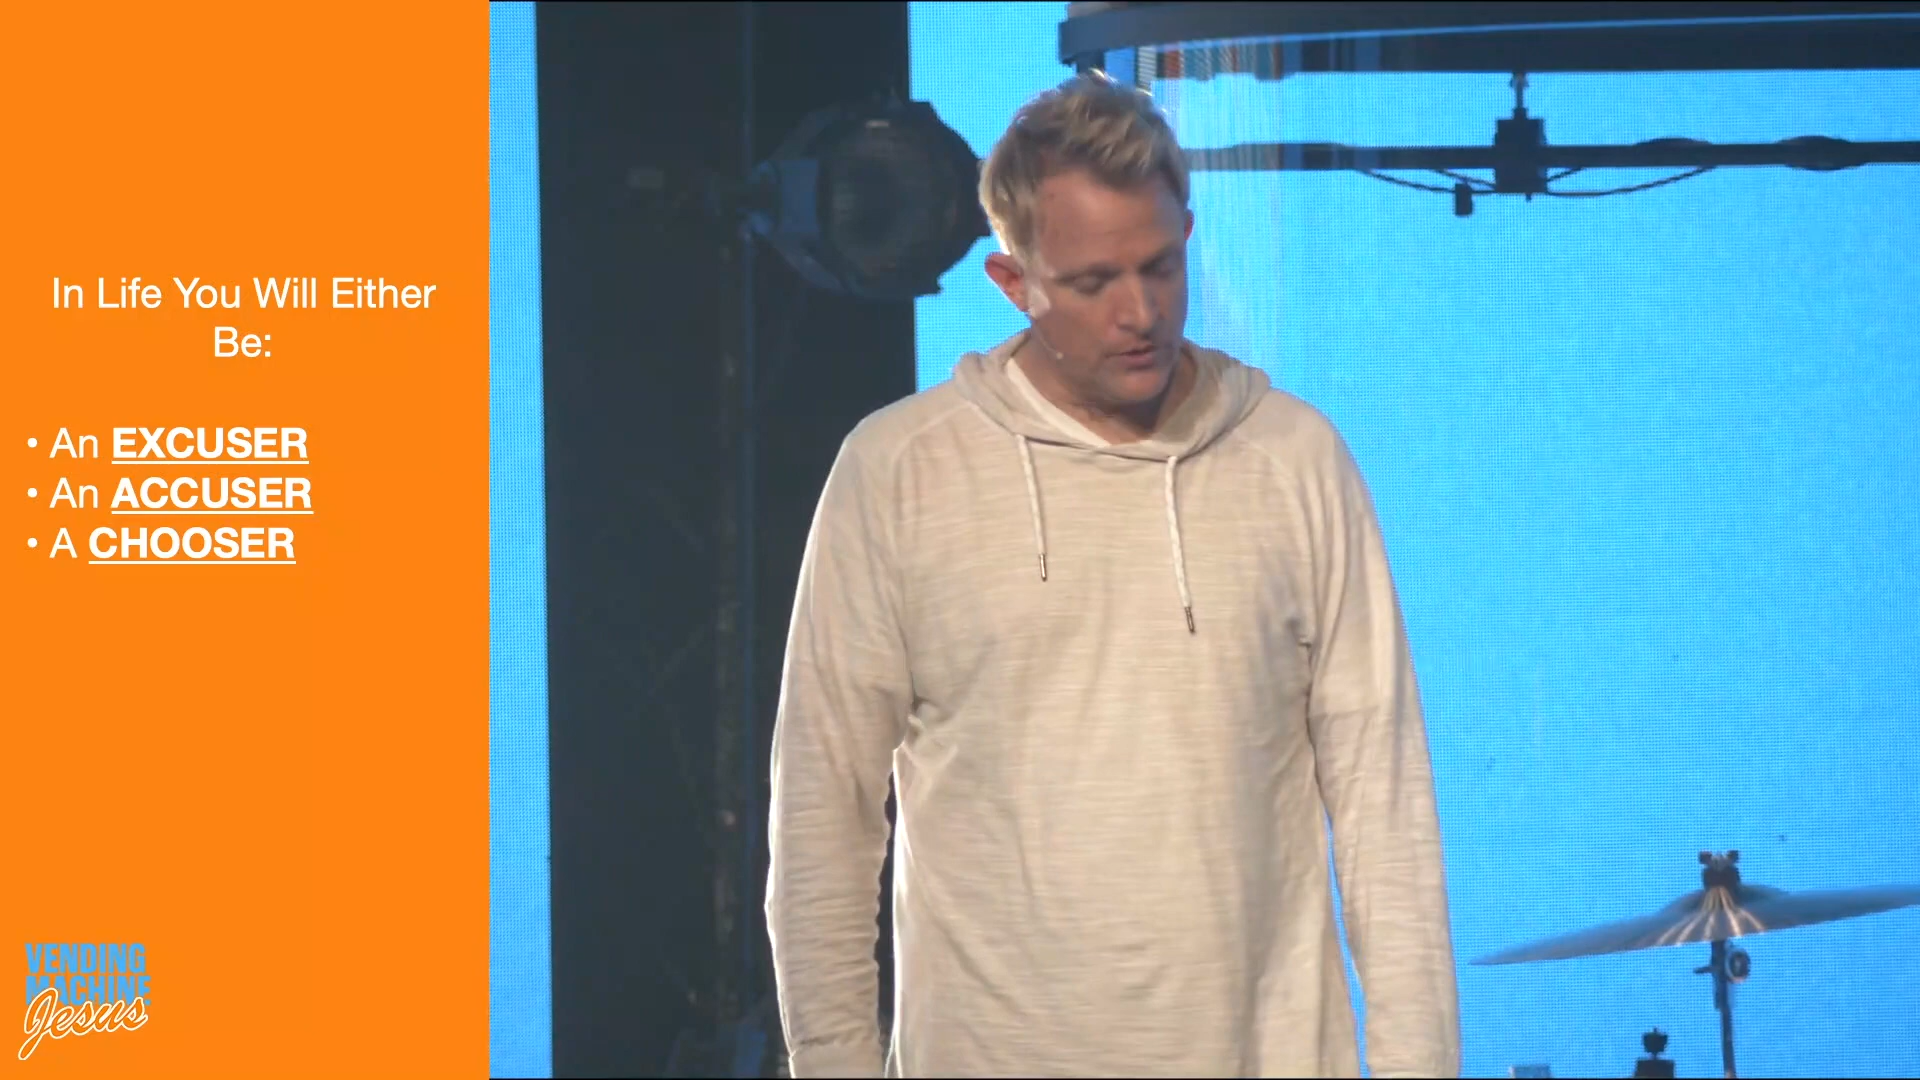 In Life You Will Either
Be:
• An EXCUSER
• An ACCUSER
• A CHOOSER
VENDING
MACHINE
Jesus